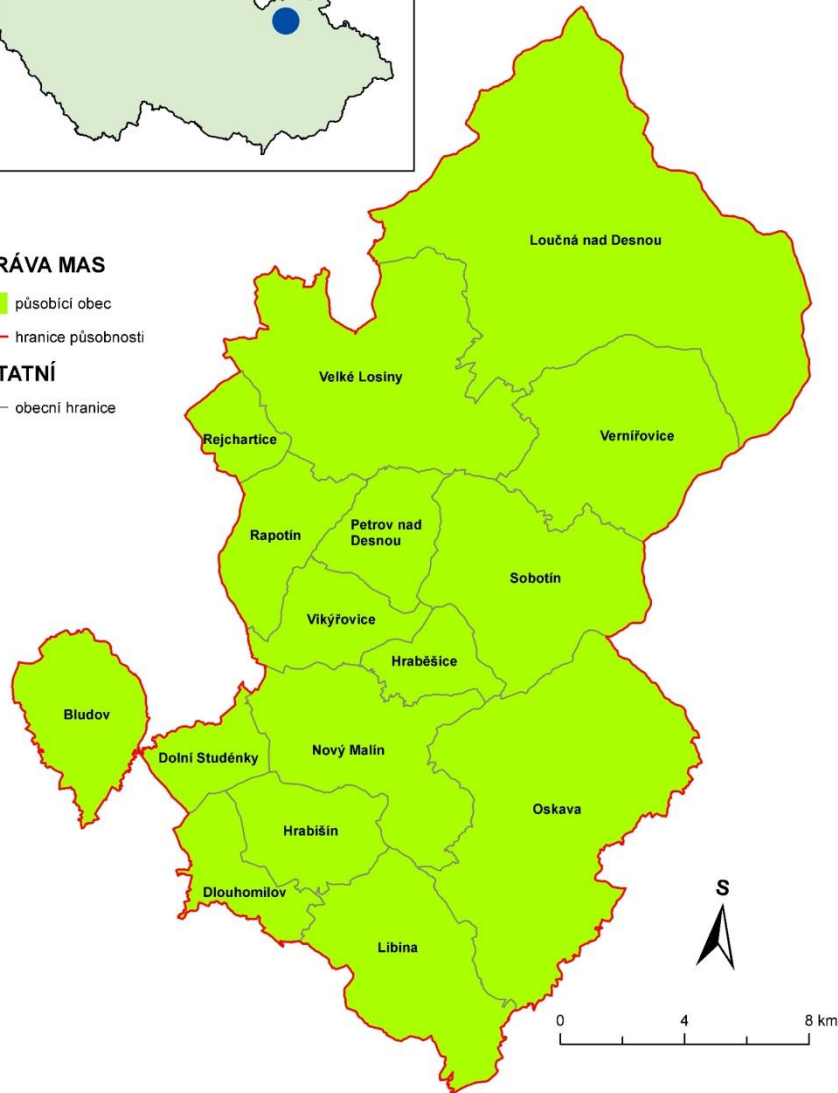 RÁVA MAS
působící obec
hranice působnosti
TATNÍ
obecní hranice
Loučná nad Desnou
Velké Losiny
Rejchartice
Vernířovice
Rapotín
Petrov nad
Desnou
Sobotín
Vikýřovice
Hraběšice
Bludov
Dolní Studénky
Nový Malín
Hrabišín
Oskava
Dlouhomilov
Libina
S
0 4 8 km